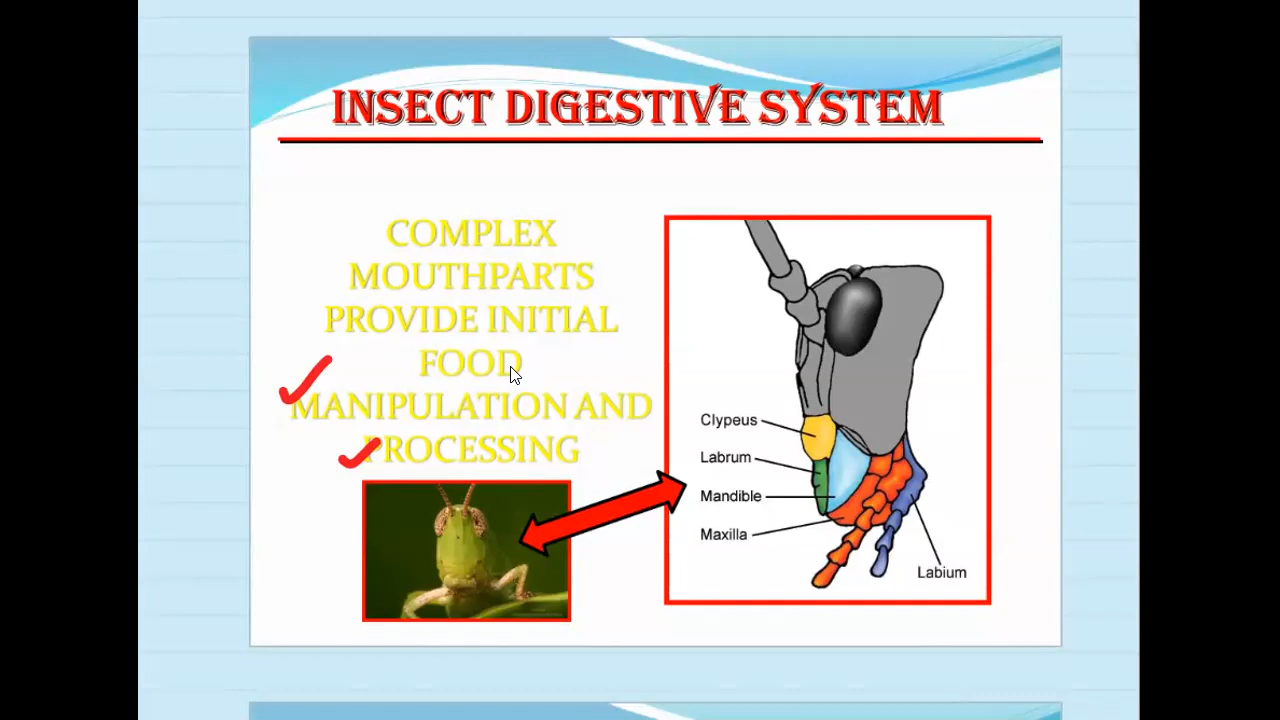 INSECT DIGESTIVE SYSTEM
COMPLEX
MOUTHPARTS
PROVIDE INITIAL
FOOD
MANIPULATION AND
PROCESSING
Clypeus
Labrum
Mandible
Maxilla
Labium